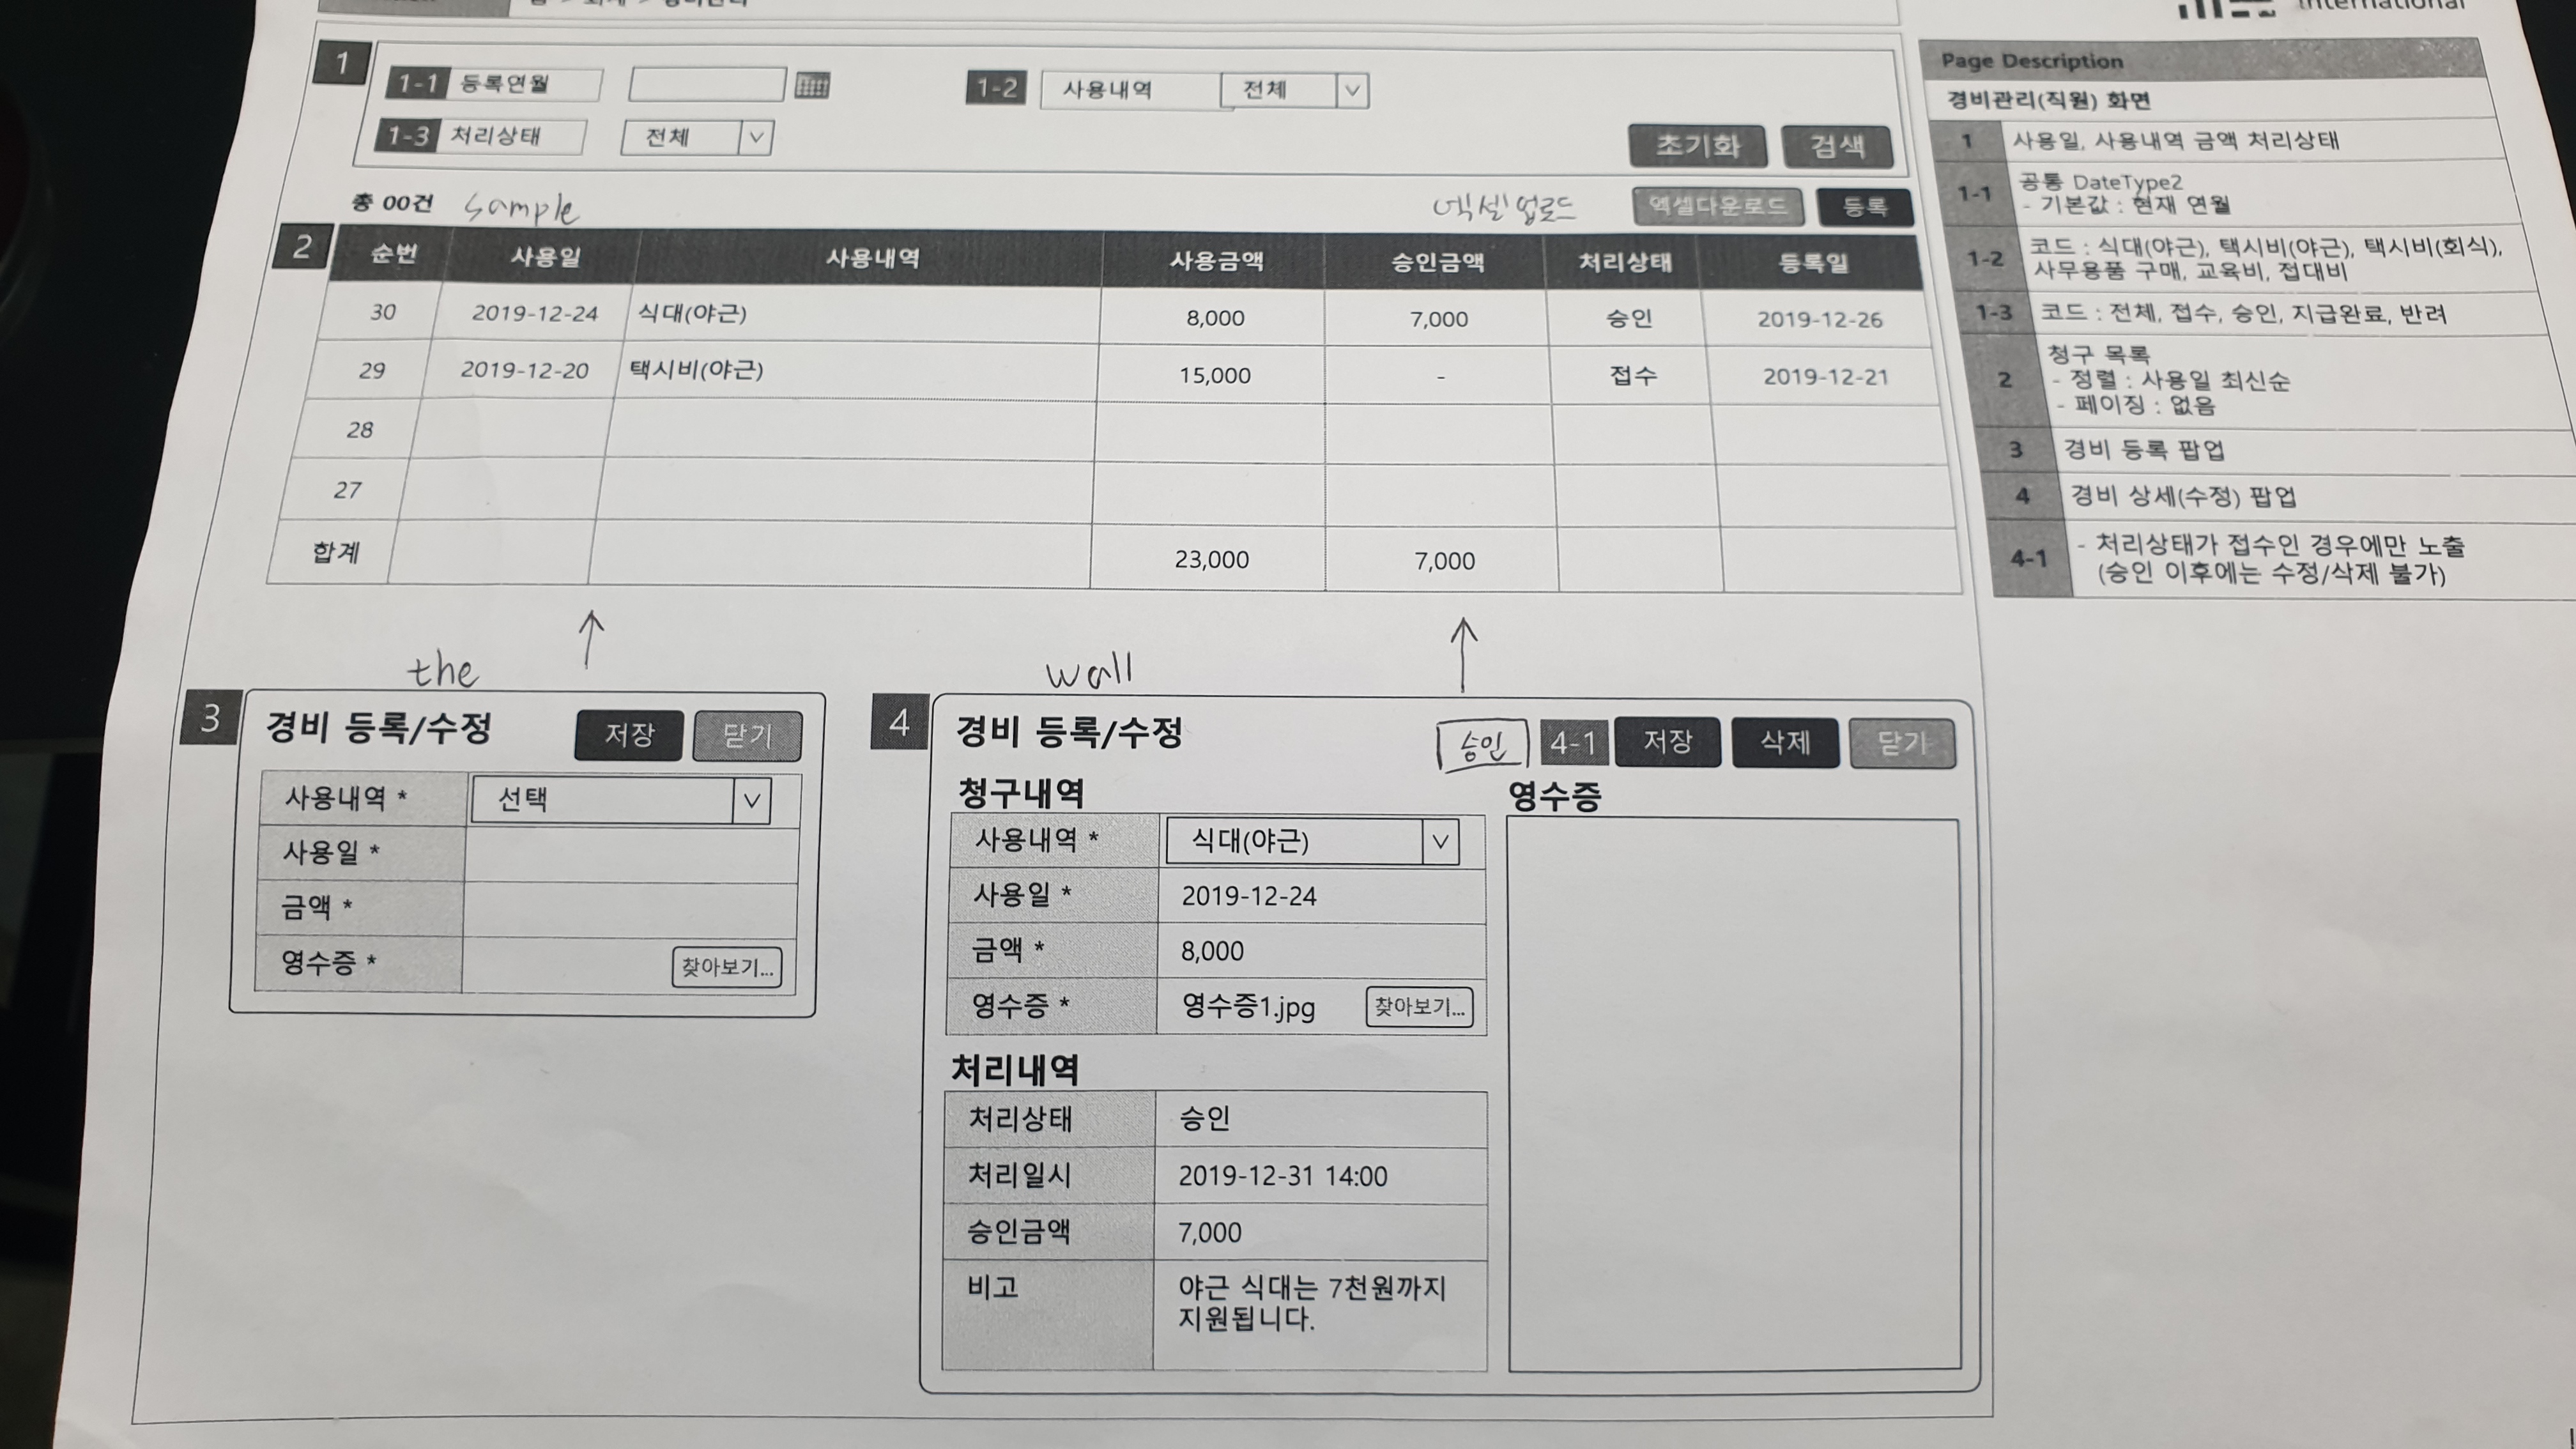 1
1-1 등록연월
1-2 사용내역 전체
1-3 처리상태 전체
초기화 검색
총 00건 sample 엑셀업로드 엑셀다운로드 등록
2
순번 사용일 사용내역 사용금액 승인금액 처리상태 등록일
30 2019-12-24 식대(야근) 8,000 7,000 승인 2019-12-26
29 2019-12-20 택시비(야근) 15,000 - 접수 2019-12-21
28
27
합계 23,000 7,000
the
3
경비 등록/수정 저장 닫기
사용내역 * 선택
사용일 *
금액 *
영수증 * 찾아보기...
wall
4
경비 등록/수정 승인 4-1 저장 삭제 닫기
청구내역 영수증
사용내역 * 식대(야근)
사용일 * 2019-12-24
금액 * 8,000
영수증 * 영수증1.jpg 찾아보기...
처리내역
처리상태 승인
처리일시 2019-12-31 14:00
승인금액 7,000
비고 야근 식대는 7천원까지
지원됩니다.
Page Description
경비관리(직원) 화면
1 사용일, 사용내역 금액 처리상태
1-1 공통 DateType2
- 기본값 : 현재 연월
1-2 코드 : 식대(야근), 택시비(야근), 택시비(회식),
사무용품 구매, 교육비, 접대비
1-3 코드 : 전체, 접수, 승인, 지급완료, 반려
2 청구 목록
- 정렬 : 사용일 최신순
- 페이징 : 없음
3 경비 등록 팝업
4 경비 상세(수정) 팝업
4-1 - 처리상태가 접수인 경우에만 노출
(승인 이후에는 수정/삭제 불가)